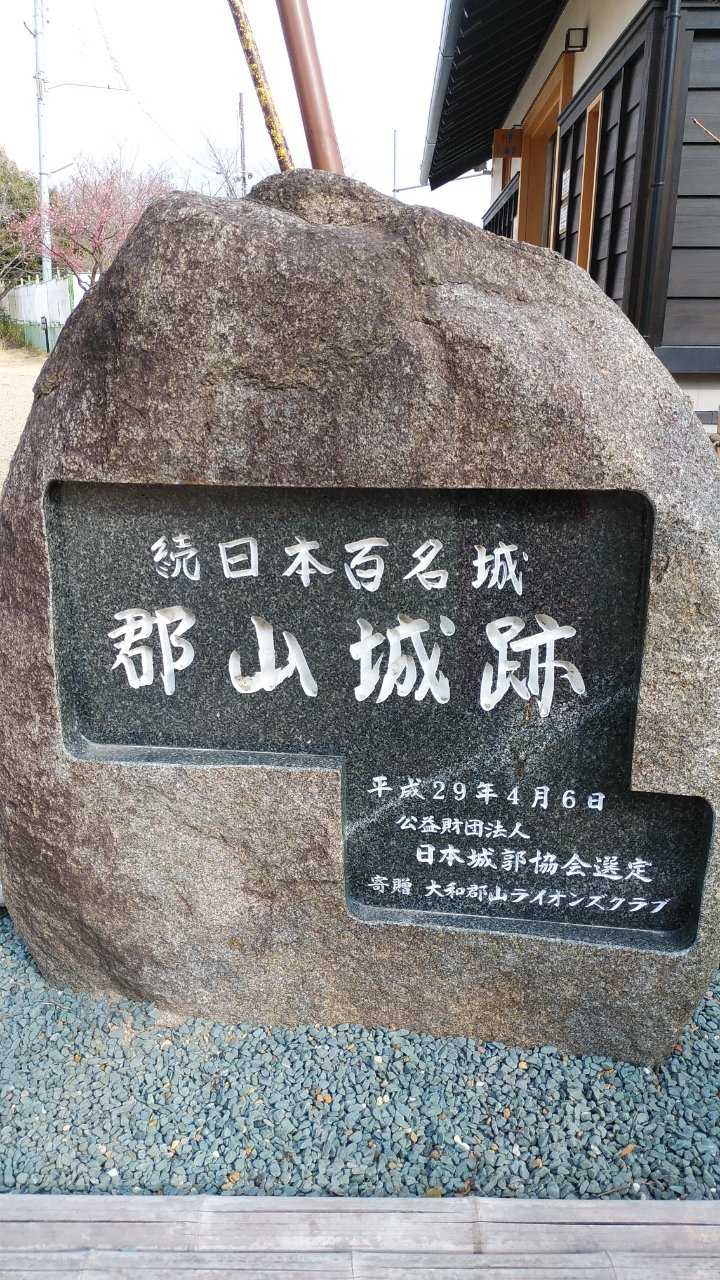 続日本百名城
郡山城跡
平成29年4月6日
公益財団法人
日本城郭協会選定
寄贈 大和郡山ライオンズクラブ